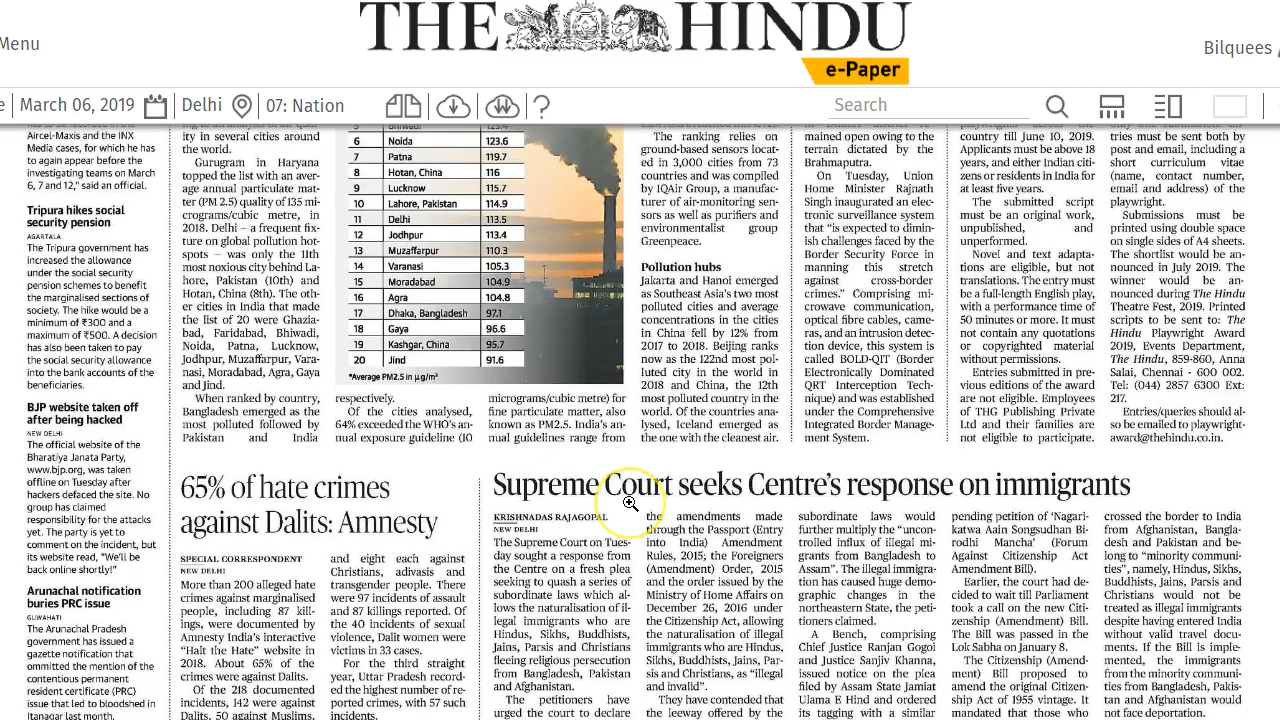 THE HINDU
e-Paper
Menu
Bilquees
e
March 06, 2019
Delhi
07: Nation
?
Search
Aircel-Maxis and the INX
Media cases, for which he
has to again appear before the
investigating teams on March
6, 7 and 12," said an official.
Tripura hikes social
security pension
AGARTALA
The Tripura government has
increased the allowance
under the social security
pension schemes to benefit
the marginalised sections of
society. The hike would be a
minimum of ₹300 and a
maximum of ₹500. A decision
has also been taken to pay
the social security allowance
into the bank accounts of the
beneficiaries.
BJP website taken off
after being hacked
NEW DELHI
The official website of the
Bharatiya Janata Party,
www.bjp.org, was taken
offline on Tuesday after
hackers defaced the site. No
group has claimed
responsibility for the attacks
yet. The party is yet to
comment on the incident, but
its website read, "We'll be
back online shortly!"
Arunachal notification
buries PRC issue
GUWAHATI
The Arunachal Pradesh
government has issued a
gazette notification that
ommitted the mention of the
contentious permanent
resident certificate (PRC)
issue that led to bloodshed in
Itanagar last month.
ity in several cities around
the world.
Gurugram in Haryana
topped the list with an aver-
age annual particulate mat-
ter (PM 2.5) quality of 135 mi-
crograms/cubic metre, in
2018. Delhi – a frequent fix-
ture on global pollution hot-
spots – was only the 11th
most noxious city behind La-
hore, Pakistan (10th) and
Hotan, China (8th). The oth-
er cities in India that made
the list of 20 were Ghazia-
bad, Faridabad, Bhiwadi,
Noida, Patna, Lucknow,
Jodhpur, Muzaffarpur, Vara-
nasi, Moradabad, Agra, Gaya
and Jind.
When ranked by country,
Bangladesh emerged as the
most polluted followed by
Pakistan and India
5 Bhiwadi 125.4
6 Noida 123.6
7 Patna 119.7
8 Hotan, China 116
9 Lucknow 115.7
10 Lahore, Pakistan 114.9
11 Delhi 113.5
12 Jodhpur 113.4
13 Muzaffarpur 110.3
14 Varanasi 105.3
15 Moradabad 104.9
16 Agra 104.8
17 Dhaka, Bangladesh 97.1
18 Gaya 96.6
19 Kashgar, China 95.7
20 Jind 91.6
*Average PM2.5 in µg/m³
respectively.
Of the cities analysed,
64% exceeded the WHO's an-
nual exposure guideline (10
micrograms/cubic metre) for
fine particulate matter, also
known as PM2.5. India's an-
nual guidelines range from
The ranking relies on
ground-based sensors locat-
ed in 3,000 cities from 73
countries and was compiled
by IQAir Group, a manufac-
turer of air-monitoring sen-
sors as well as purifiers and
environmentalist group
Greenpeace.
Pollution hubs
Jakarta and Hanoi emerged
as Southeast Asia's two most
polluted cities and average
concentrations in the cities
in China fell by 12% from
2017 to 2018. Beijing ranks
now as the 122nd most pol-
luted city in the world in
2018 and China, the 12th
most polluted country in the
world. Of the countries ana-
lysed, Iceland emerged as
the one with the cleanest air.
mained open owing to the
terrain dictated by the
Brahmaputra.
On Tuesday, Union
Home Minister Rajnath
Singh inaugurated an elec-
tronic surveillance system
that "is expected to dimin-
ish challenges faced by the
Border Security Force in
manning this stretch
against cross-border
crimes." Comprising mi-
crowave communication,
optical fibre cables, came-
ras, and an intrusion detec-
tion device, this system is
called BOLD-QIT (Border
Electronically Dominated
QRT Interception Tech-
nique) and was established
under the Comprehensive
Integrated Border Manage-
ment System.
country till June 10, 2019.
Applicants must be above 18
years, and either Indian citi-
zens or residents in India for
at least five years.
The submitted script
must be an original work,
unpublished, and
unperformed.
Novel and text adapta-
tions are eligible, but not
translations. The entry must
be a full-length English play,
with a performance time of
50 minutes or more. It must
not contain any quotations
or copyrighted material
without permissions.
Entries submitted in pre-
vious editions of the award
are not eligible. Employees
of THG Publishing Private
Ltd and their families are
not eligible to participate.
tries must be sent both by
post and email, including a
short curriculum vitae
(name, contact number,
email and address) of the
playwright.
Submissions must be
printed using double space
on single sides of A4 sheets.
The shortlist would be an-
nounced in July 2019. The
winner would be an-
nounced during The Hindu
Theatre Fest, 2019. Printed
scripts to be sent to: The
Hindu Playwright Award
2019, Events Department,
The Hindu, 859-860, Anna
Salai, Chennai - 600 002.
Tel: (044) 2857 6300 Ext:
217.
Entries/queries should al-
so be emailed to playwright-
award@thehindu.co.in.
65% of hate crimes
against Dalits: Amnesty
SPECIAL CORRESPONDENT
NEW DELHI
More than 200 alleged hate
crimes against marginalised
people, including 87 kill-
ings, were documented by
Amnesty India's interactive
"Halt the Hate" website in
2018. About 65% of the
crimes were against Dalits.
Of the 218 documented
incidents, 142 were against
Dalits, 50 against Muslims,
and eight each against
Christians, adivasis and
transgender people. There
were 97 incidents of assault
and 87 killings reported. Of
the 40 incidents of sexual
violence, Dalit women were
victims in 33 cases.
For the third straight
year, Uttar Pradesh record-
ed the highest number of re-
ported crimes, with 57 such
incidents.
Supreme Court seeks Centre's response on immigrants
KRISHNADAS RAJAGOPAL
NEW DELHI
The Supreme Court on Tues-
day sought a response from
the Centre on a fresh plea
seeking to quash a series of
subordinate laws which al-
lows the naturalisation of il-
legal immigrants who are
Hindus, Sikhs, Buddhists,
Jains, Parsis and Christians
fleeing religious persecution
from Bangladesh, Pakistan
and Afghanistan.
The petitioners have
urged the court to declare
the amendments made
through the Passport (Entry
into India) Amendment
Rules, 2015; the Foreigners
(Amendment) Order, 2015
and the order issued by the
Ministry of Home Affairs on
December 26, 2016 under
the Citizenship Act, allowing
the naturalisation of illegal
immigrants who are Hindus,
Sikhs, Buddhists, Jains, Par-
sis and Christians, as "illegal
and invalid".
They have contended that
the leeway offered by the
subordinate laws would
further multiply the "uncon-
trolled influx of illegal mi-
grants from Bangladesh to
Assam". The illegal immigra-
tion has caused huge demo-
graphic changes in the
northeastern State, the peti-
tioners claimed.
A Bench, comprising
Chief Justice Ranjan Gogoi
and Justice Sanjiv Khanna,
issued notice on the plea
filed by Assam State Jamiat
Ulama E Hind and ordered
its tagging with a similar
pending petition of 'Nagari-
katwa Aain Songudhan Bi-
rodhi Mancha' (Forum
Against Citizenship Act
Amendment Bill).
Earlier, the court had de-
cided to wait till Parliament
took a call on the new Citi-
zenship (Amendment) Bill.
The Bill was passed in the
Lok Sabha on January 8.
The Citizenship (Amend-
ment) Bill proposed to
amend the original Citizen-
ship Act of 1955 vintage. It
mandated that those who
crossed the border to India
from Afghanistan, Bangla-
desh and Pakistan and be-
long to "minority communi-
ties", namely, Hindus, Sikhs,
Buddhists, Jains, Parsis and
Christians would not be
treated as illegal immigrants
despite having entered India
without valid travel docu-
ments. If the Bill is imple-
mented, the immigrants
from the minority communi-
ties from Bangladesh, Pakis-
tan and Afghanistan would
not face deportation.